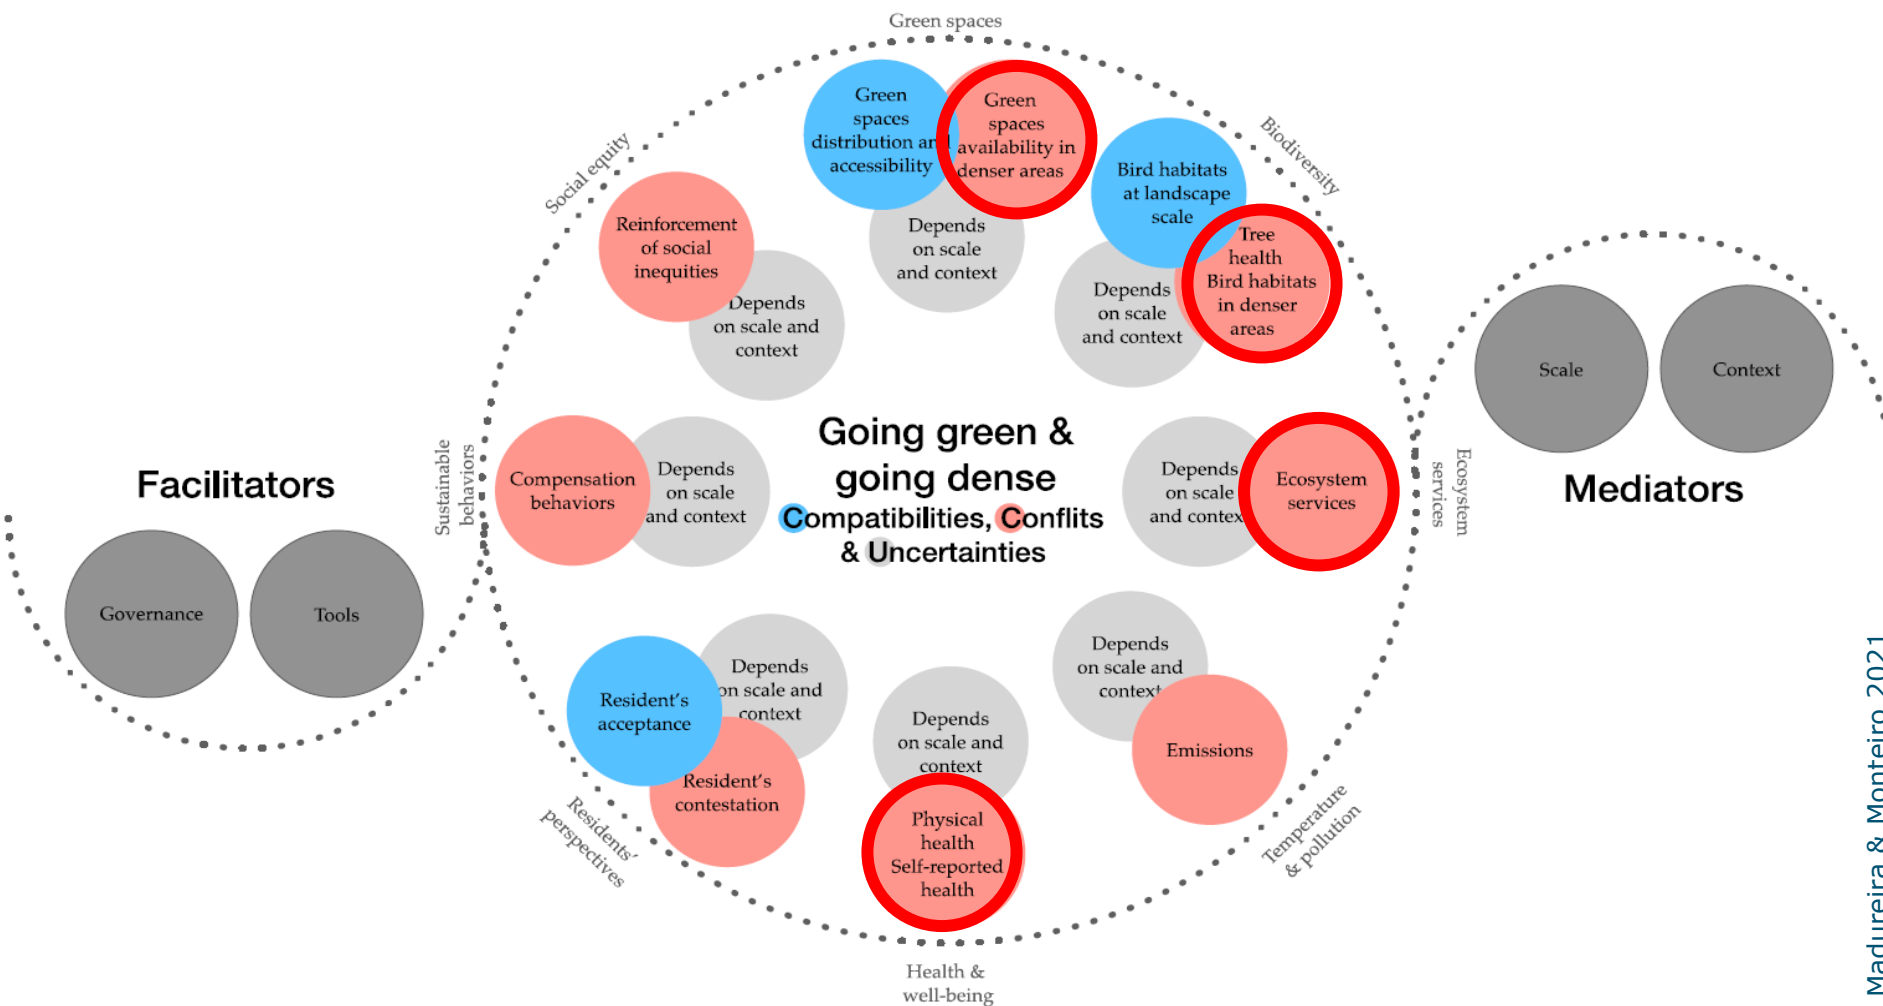 Green spaces
Green
spaces
distribution and
accessibility
Green
spaces
availability in
denser areas
Depends
on scale
and context
Biodiversity
Bird habitats
at landscape
scale
Tree
health
Bird habitats
in denser
areas
Depends
on scale
and context
Social equity
Reinforcement
of social
inequities
Depends
on scale and
context
Scale
Context
Mediators
Going green &
going dense
Compatibilities, Conflits
& Uncertainties
Sustainable
behaviors
Compensation
behaviors
Depends
on scale
and context
Depends
on scale
and contex
Ecosystem
services
Ecosystem
services
Facilitators
Governance
Tools
Depends
on scale and
context
Resident's
acceptance
Resident's
contestation
Residents'
perspectives
Depends
on scale and
context
Physical
health
Self-reported
health
Health &
well-being
Depends
on scale and
context
Emissions
Temperature
& pollution
Madureira & Monteiro 2021